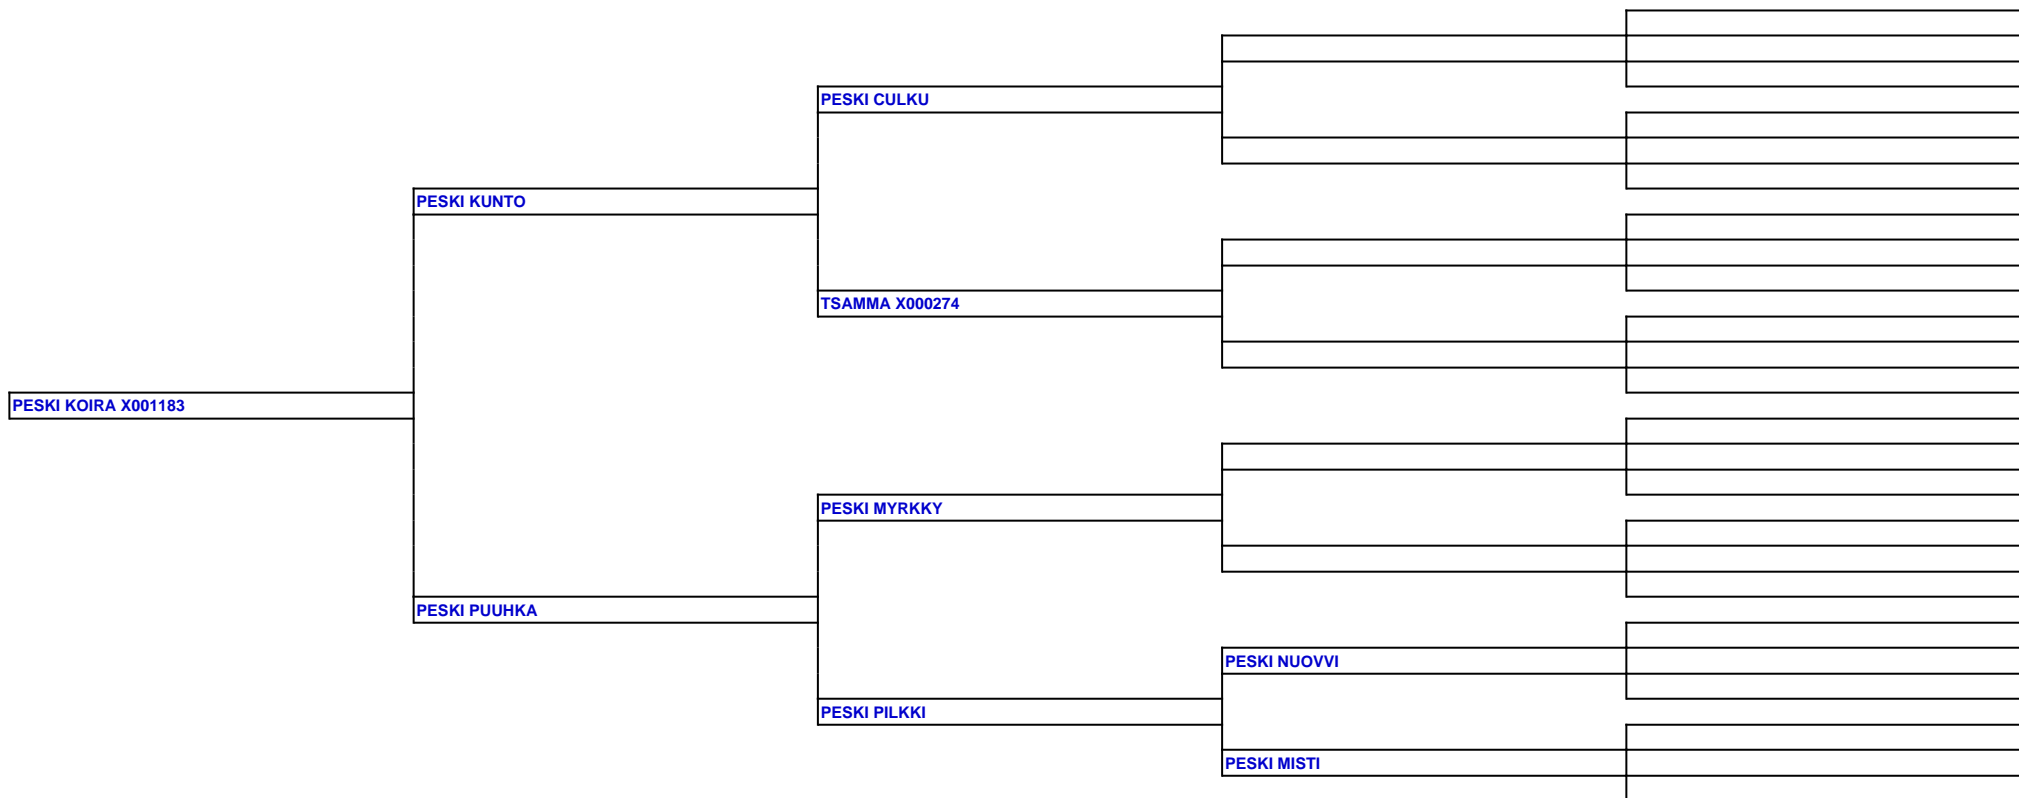 PESKI CULKU
PESKI KUNTO
TSAMMA X000274
PESKI KOIRA X001183
PESKI MYRKKY
PESKI PUUHKA
PESKI NUOVVI
PESKI PILKKI
PESKI MISTI